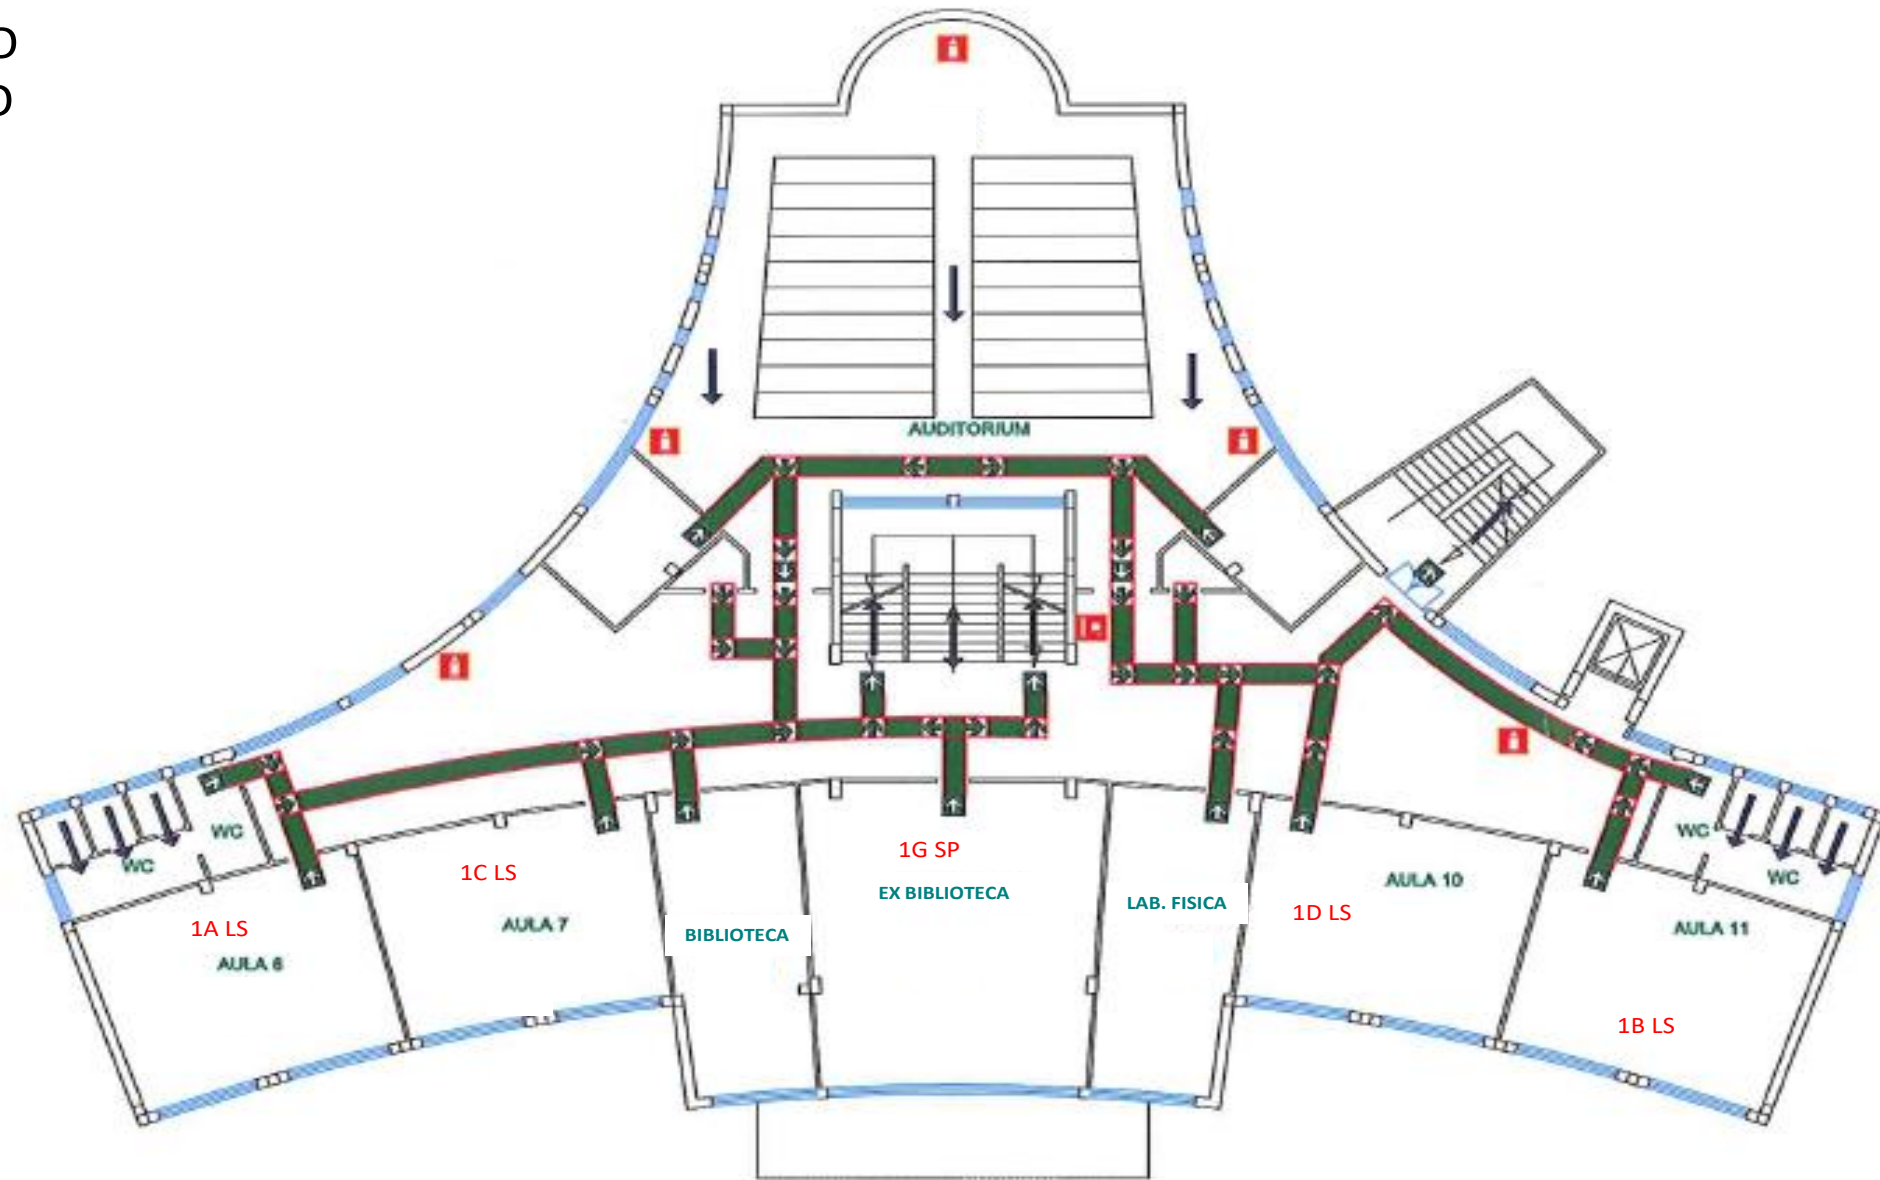 O
O
AUDITORIUM
WC
WC
1A LS
AULA 6
1C LS
AULA 7
BIBLIOTECA
1G SP
EX BIBLIOTECA
LAB. FISICA
1D LS
AULA 10
WC
WC
AULA 11
1B LS